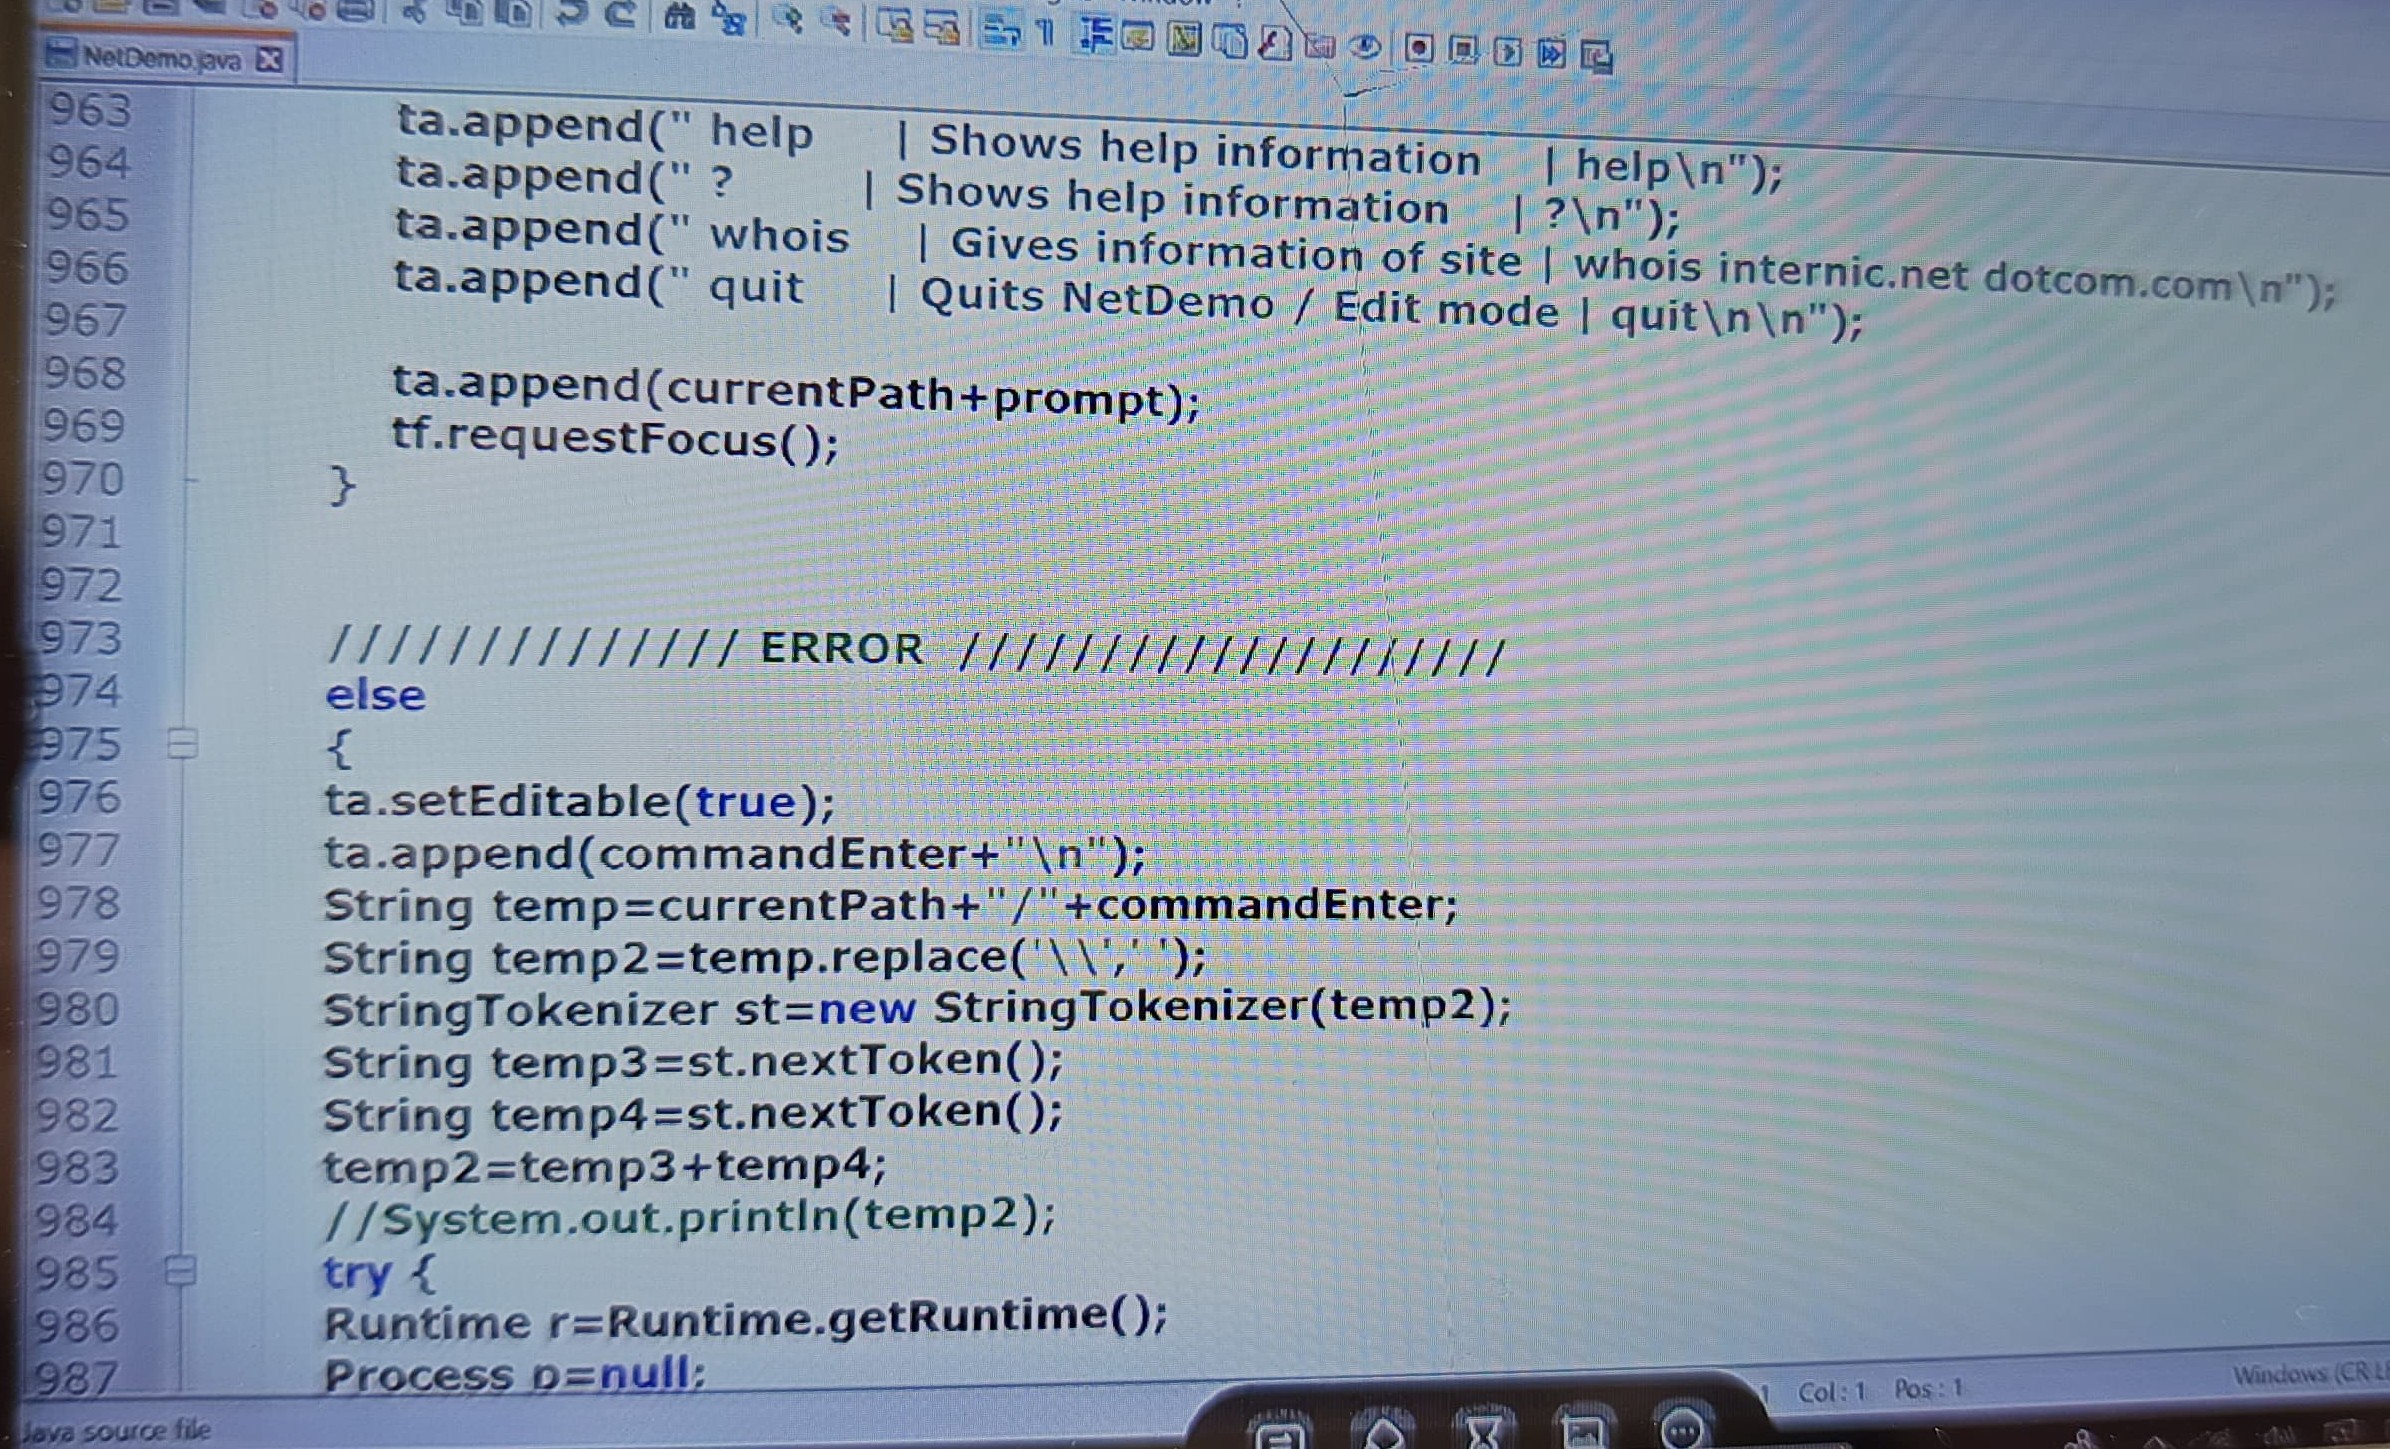 NetDemo.java
963 ta.append(" help | Shows help information | help\n");
964 ta.append(" ? | Shows help information | ?\n");
965 ta.append(" whois | Gives information of site | whois internic.net dotcom.com\n");
966 ta.append(" quit | Quits NetDemo / Edit mode | quit\n\n");
967
968 ta.append(currentPath+prompt);
969 tf.requestFocus();
970 }
971
972
973 ////////////// ERROR ///////////////////
974 else
975 {
976 ta.setEditable(true);
977 ta.append(commandEnter+"\n");
978 String temp=currentPath+"/"+commandEnter;
979 String temp2=temp.replace('\\',' ');
980 StringTokenizer st=new StringTokenizer(temp2);
981 String temp3=st.nextToken();
982 String temp4=st.nextToken();
983 temp2=temp3+temp4;
984 //System.out.println(temp2);
985 try {
986 Runtime r=Runtime.getRuntime();
987 Process p=null;
Java source file
Col : 1 Pos : 1
Windows (CR